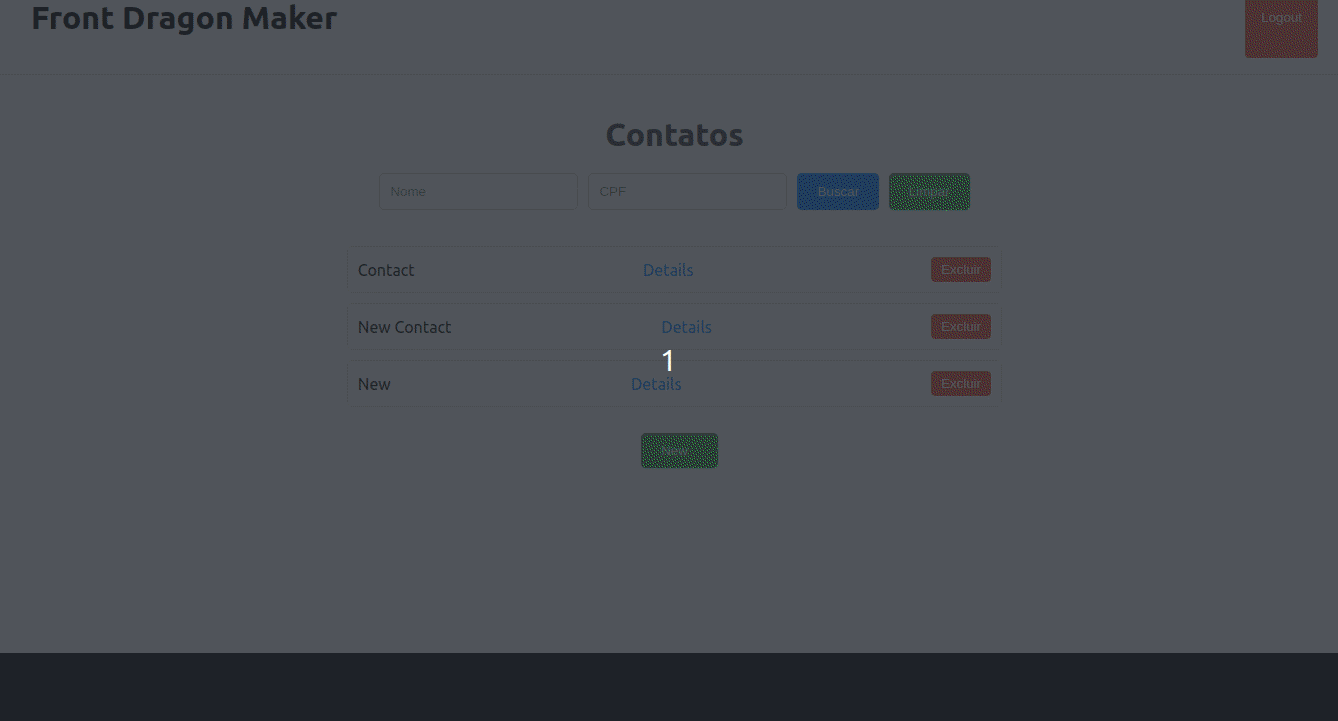 Front Dragon Maker
Logout
Contatos
Nome
CPF
Buscar
Limpar
Contact
Details
Excluir
New Contact
Details
Excluir
1
New
Details
Excluir
New